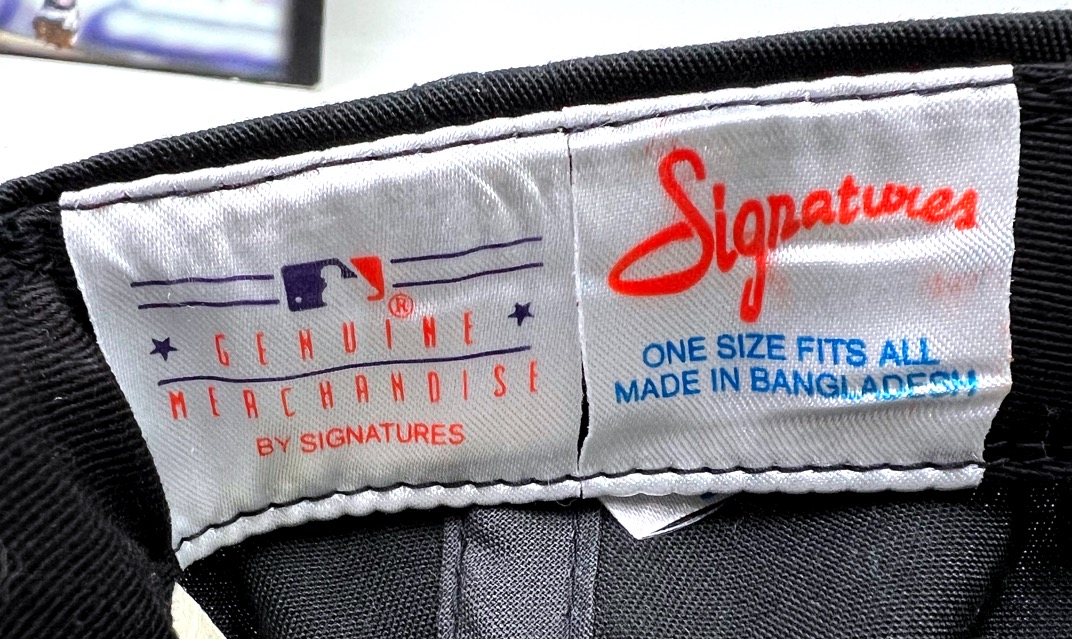 ®
GENUINE
MERCHANDISE
BY SIGNATURES
Signatures
ONE SIZE FITS ALL
MADE IN BANGLADESH